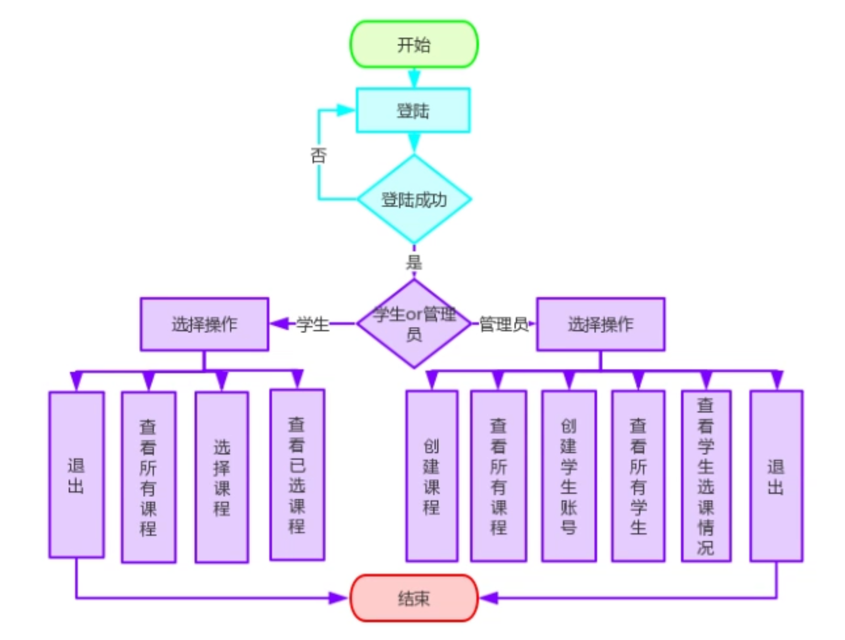 开始
登陆
否
登陆成功
是
选择操作
学生
学生or管理
员
管理员
选择操作
退出
查看所有课程
选择课程
查看已选课程
创建课程
查看所有课程
创建学生账号
查看所有学生
查看学生选课情况
退出
结束